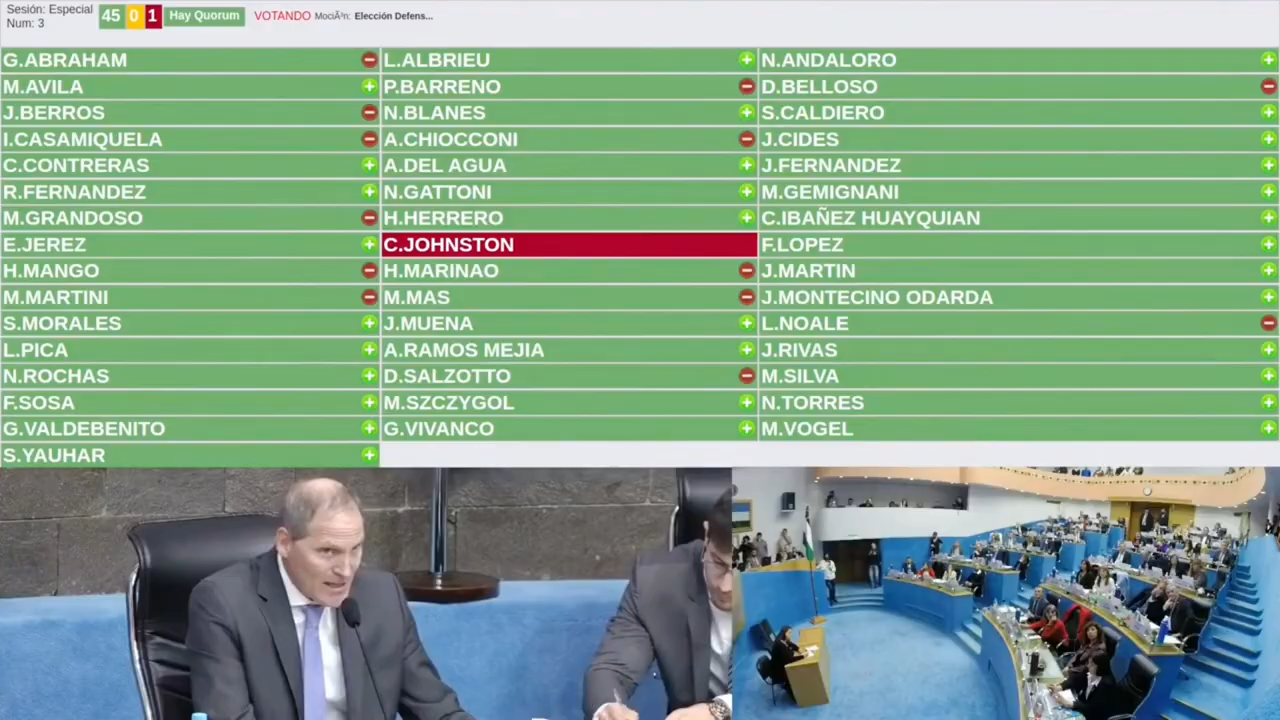 Sesión: Especial
Num: 3
45 0 1 Hay Quorum VOTANDO MociÃ³n: Elección Defens...
G.ABRAHAM L.ALBRIEU N.ANDALORO
M.AVILA P.BARRENO D.BELLOSO
J.BERROS N.BLANES S.CALDIERO
I.CASAMIQUELA A.CHIOCCONI J.CIDES
C.CONTRERAS A.DEL AGUA J.FERNANDEZ
R.FERNANDEZ N.GATTONI M.GEMIGNANI
M.GRANDOSO H.HERRERO C.IBAÑEZ HUAYQUIAN
E.JEREZ C.JOHNSTON F.LOPEZ
H.MANGO H.MARINAO J.MARTIN
M.MARTINI M.MAS J.MONTECINO ODARDA
S.MORALES J.MUENA L.NOALE
L.PICA A.RAMOS MEJIA J.RIVAS
N.ROCHAS D.SALZOTTO M.SILVA
F.SOSA M.SZCZYGOL N.TORRES
G.VALDEBENITO G.VIVANCO M.VOGEL
S.YAUHAR